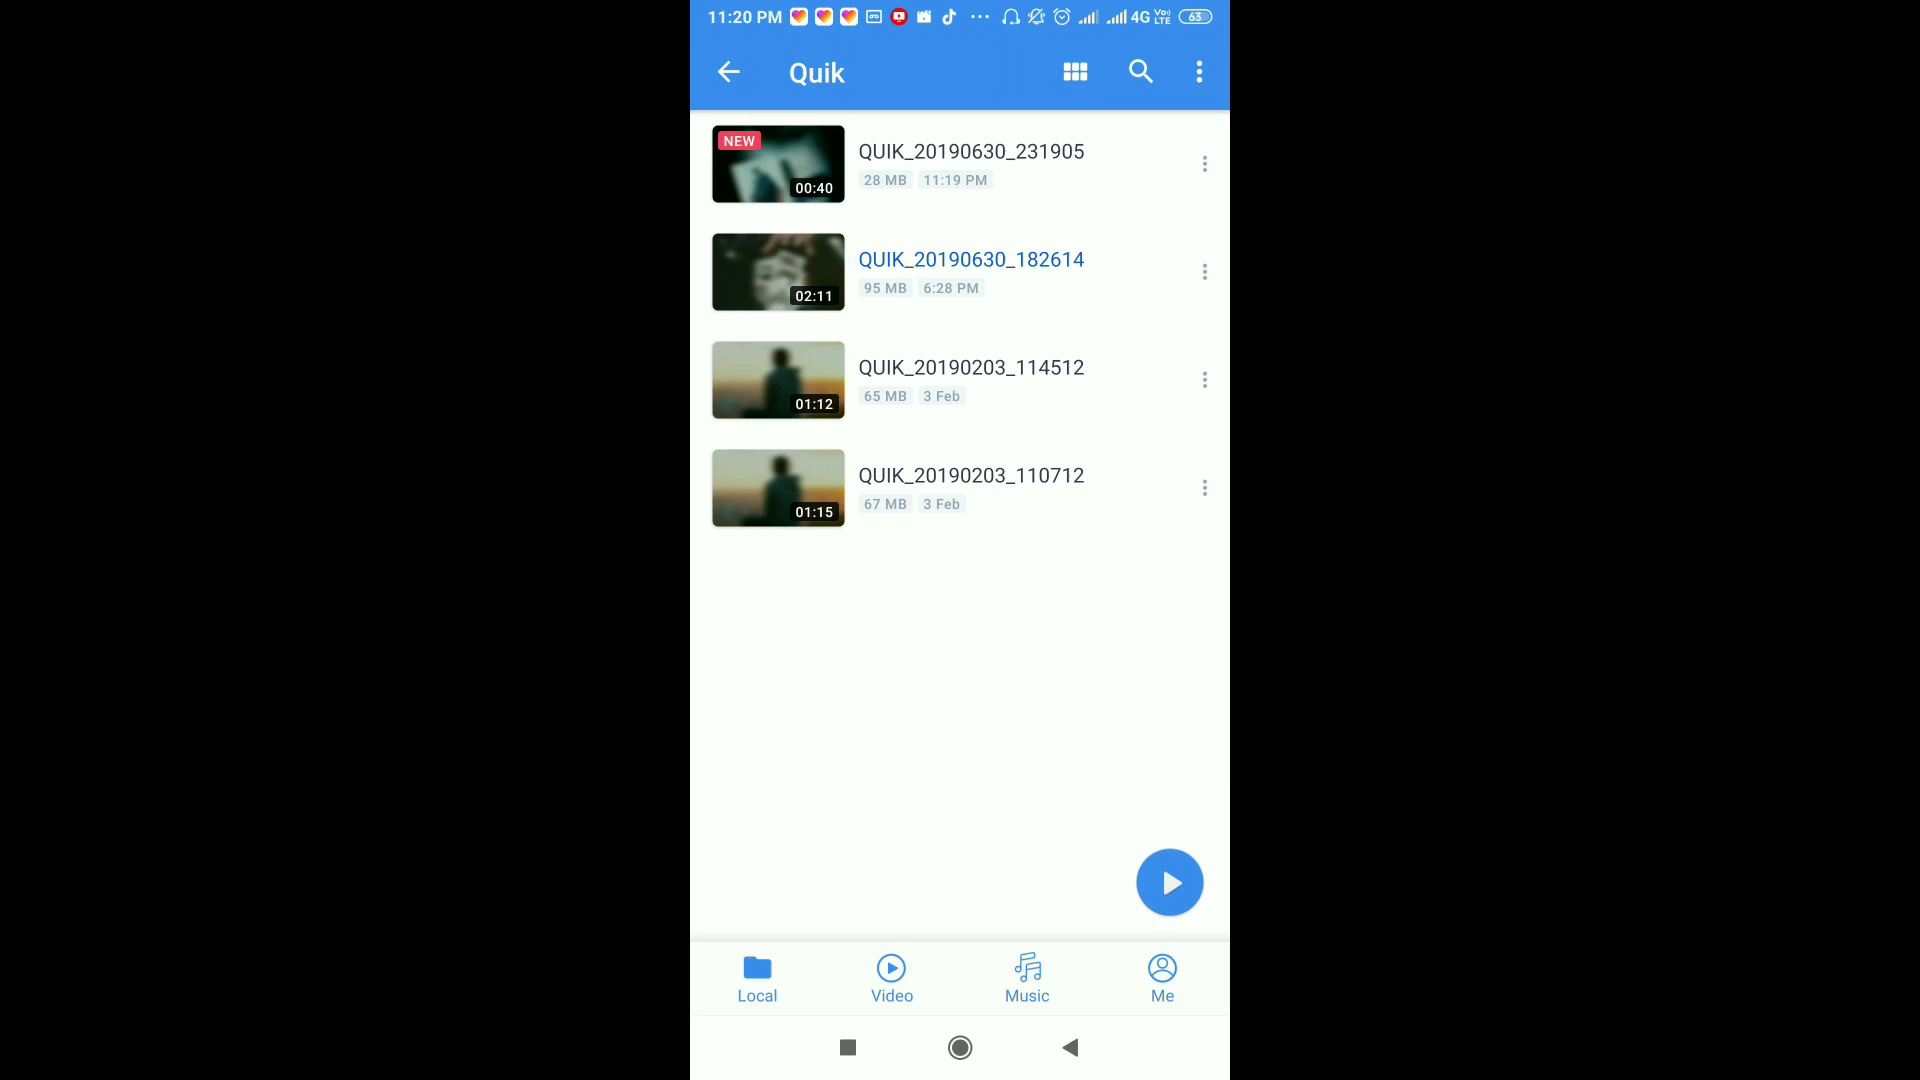 11:20 PM 4G Vo)) LTE 63
Quik
NEW
00:40
QUIK_20190630_231905
28 MB 11:19 PM
02:11
QUIK_20190630_182614
95 MB 6:28 PM
01:12
QUIK_20190203_114512
65 MB 3 Feb
01:15
QUIK_20190203_110712
67 MB 3 Feb
Local Video Music Me